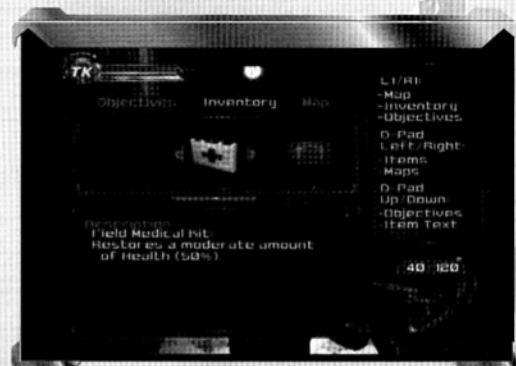 TK
Objectives Inventory Map
L1/R1:
-Map
-Inventory
-Objectives
D-Pad
Left/Right:
-Items
-Maps
D-Pad
Up/Down:
-Objectives
-Item Text
Description
Field Medical Kit:
Restores a moderate amount
of Health (50%).
40 120